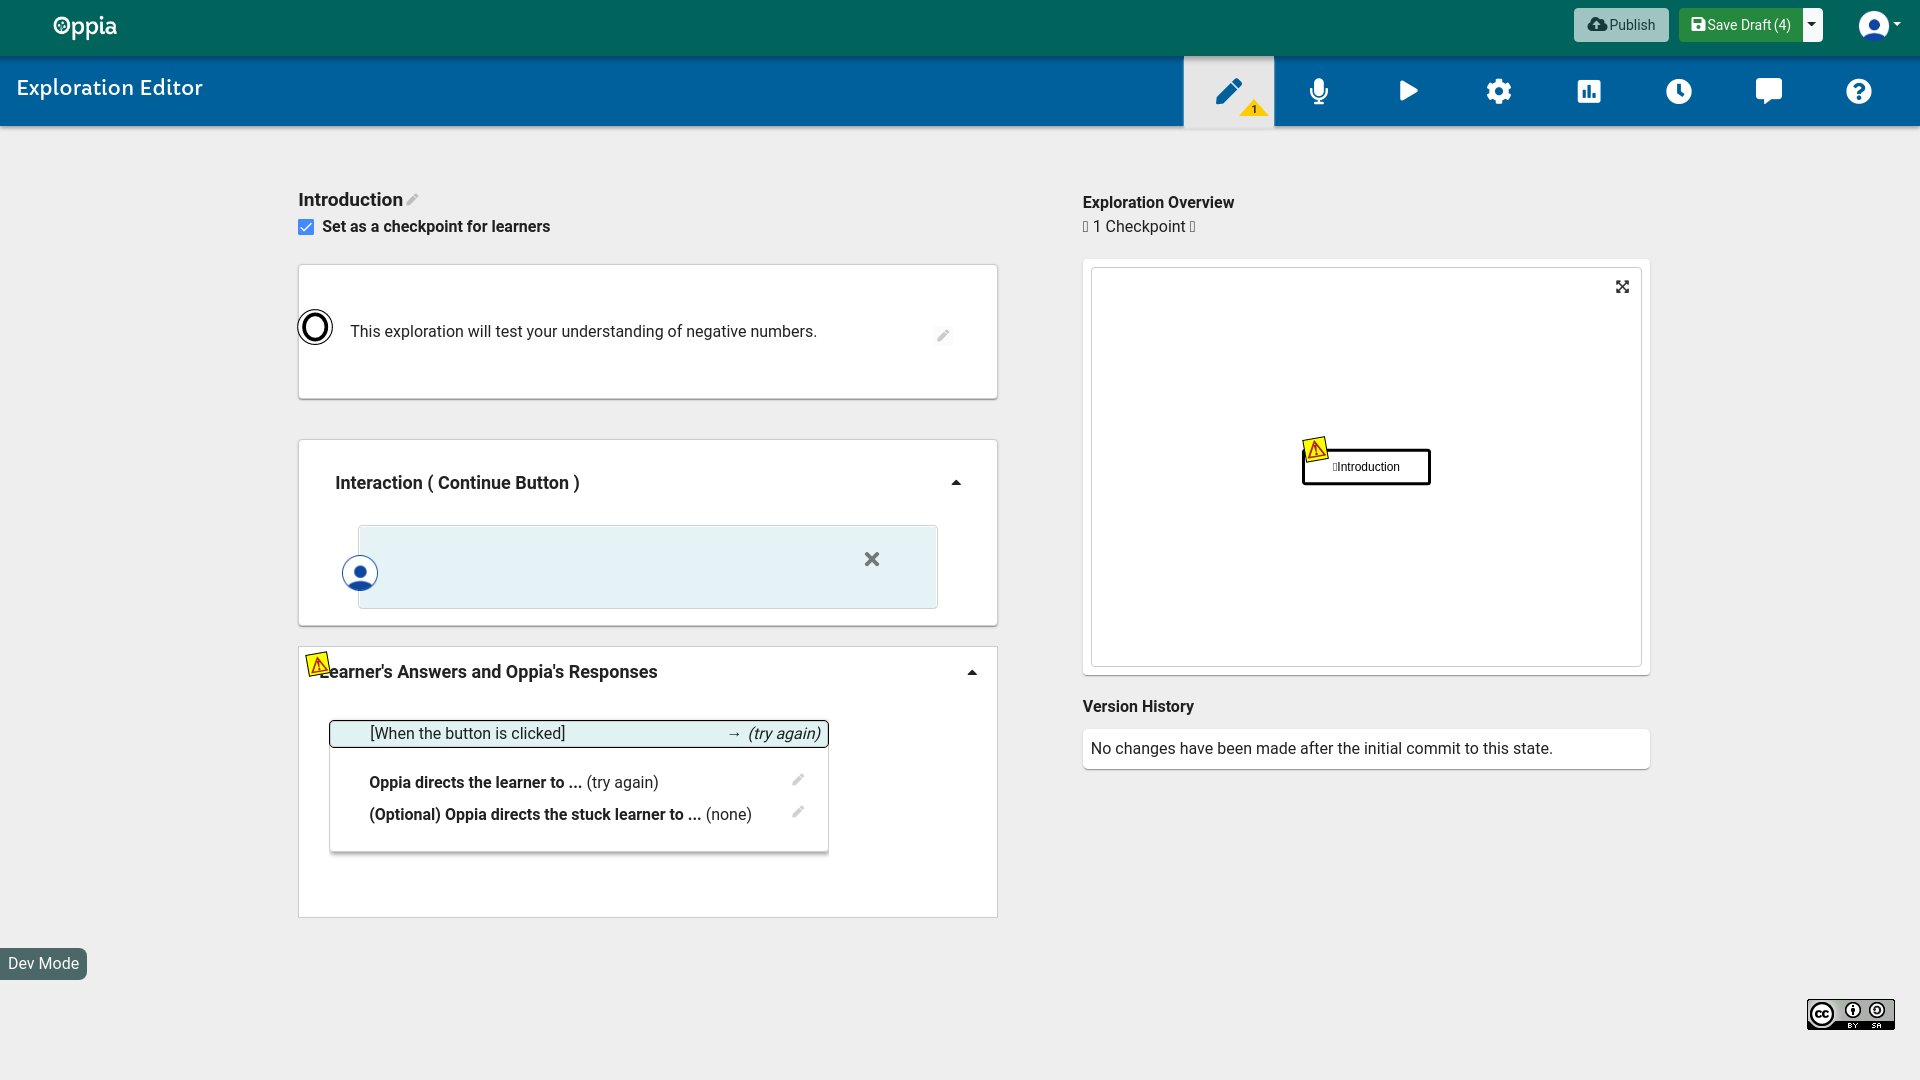 Oppia
Publish
Save Draft (4)
Exploration Editor
1
Introduction
Set as a checkpoint for learners
This exploration will test your understanding of negative numbers.
Interaction ( Continue Button )
Learner's Answers and Oppia's Responses
[When the button is clicked] → (try again)
Oppia directs the learner to ... (try again)
(Optional) Oppia directs the stuck learner to ... (none)
Exploration Overview
1 Checkpoint
Introduction
Version History
No changes have been made after the initial commit to this state.
Dev Mode
cc BY SA